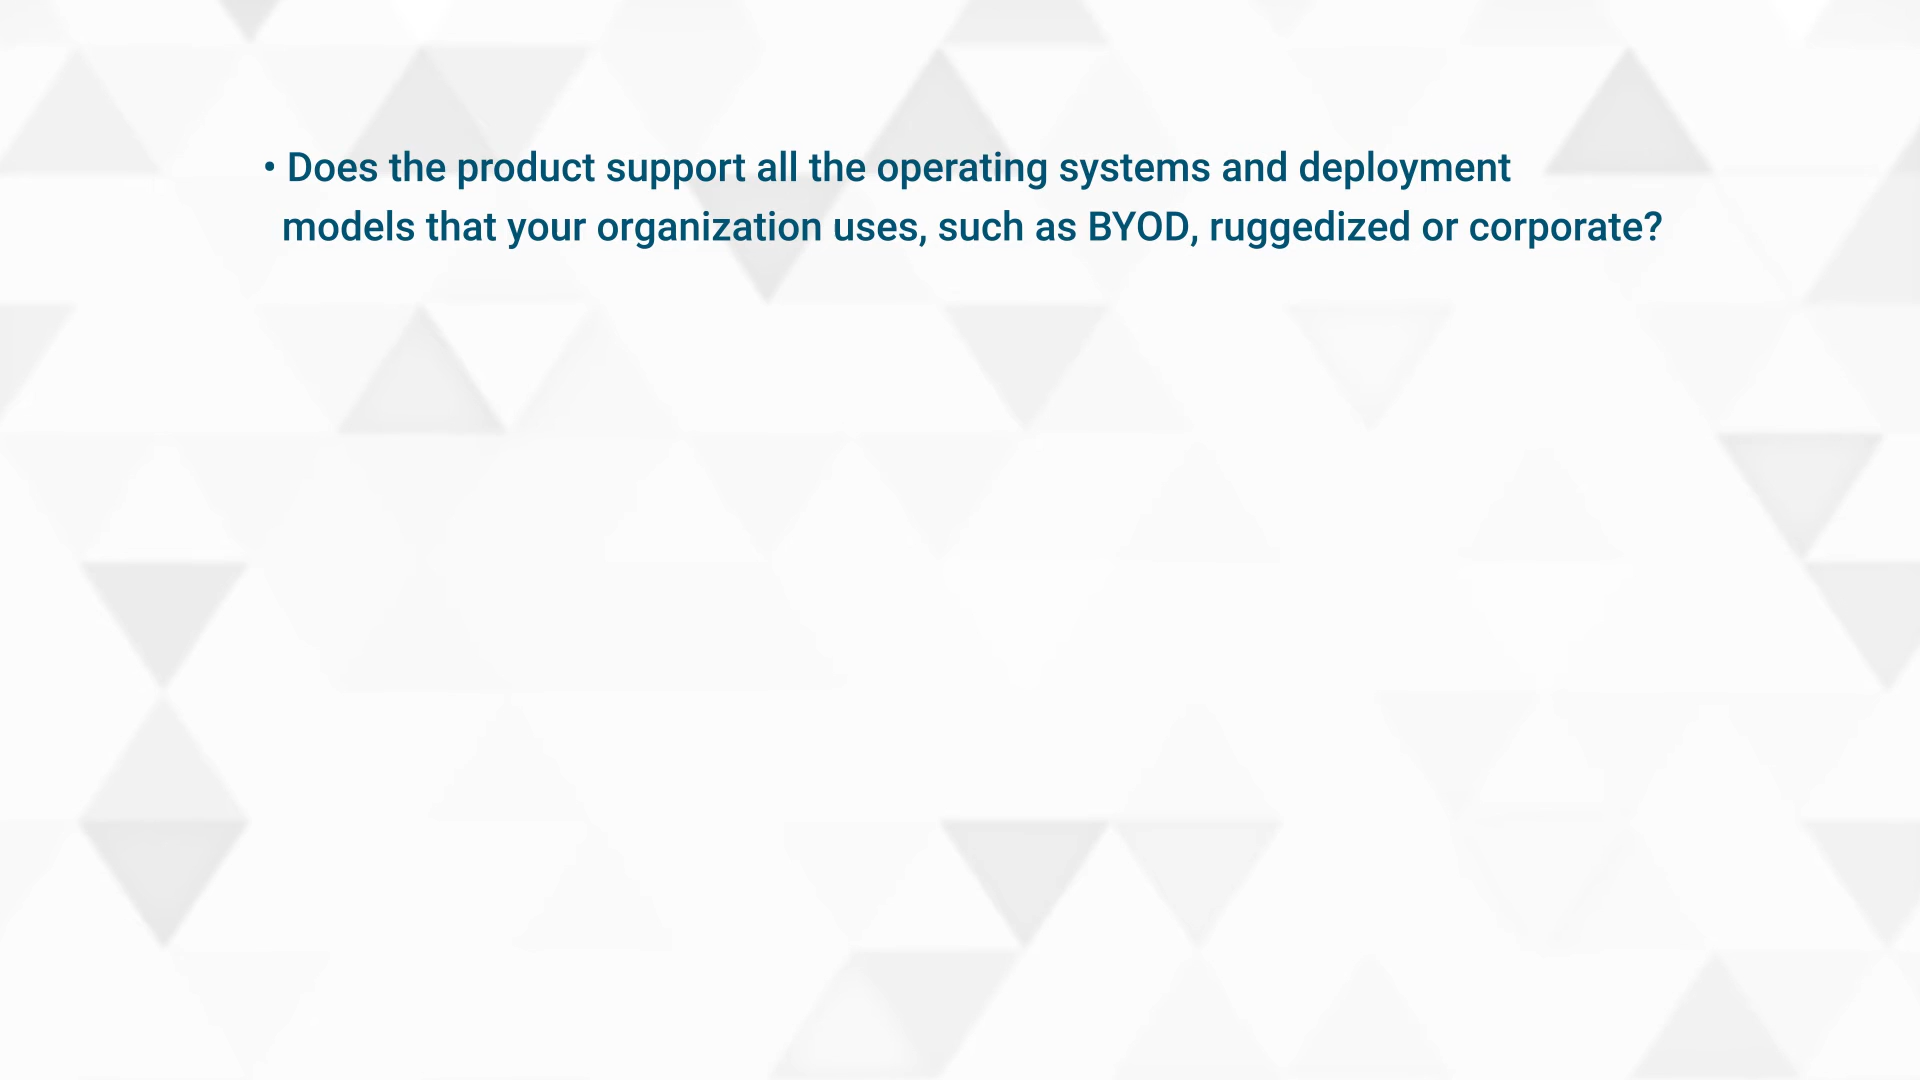 • Does the product support all the operating systems and deployment
models that your organization uses, such as BYOD, ruggedized or corporate?